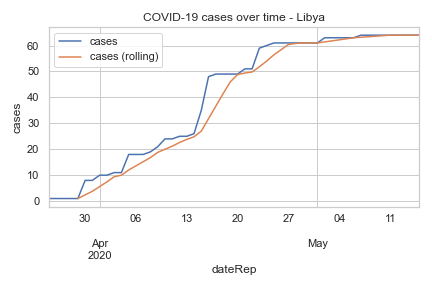 COVID-19 cases over time - Libya
cases
cases (rolling)
60
50
40
30
20
10
0
cases
30 06 13 20 27 04 11
Apr May
2020
dateRep